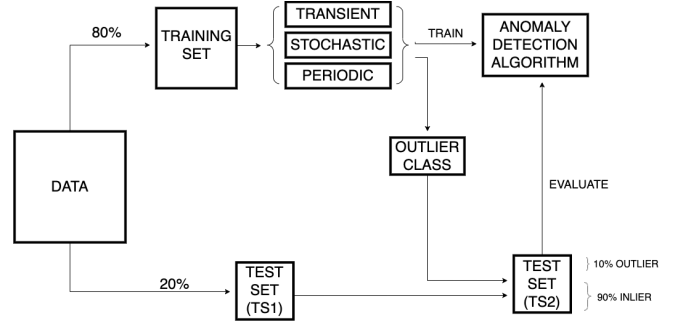 80%
TRAINING
SET
TRANSIENT
STOCHASTIC
PERIODIC
TRAIN
ANOMALY
DETECTION
ALGORITHM
OUTLIER
CLASS
DATA
EVALUATE
20%
TEST
SET
(TS1)
TEST
SET
(TS2)
10% OUTLIER
90% INLIER